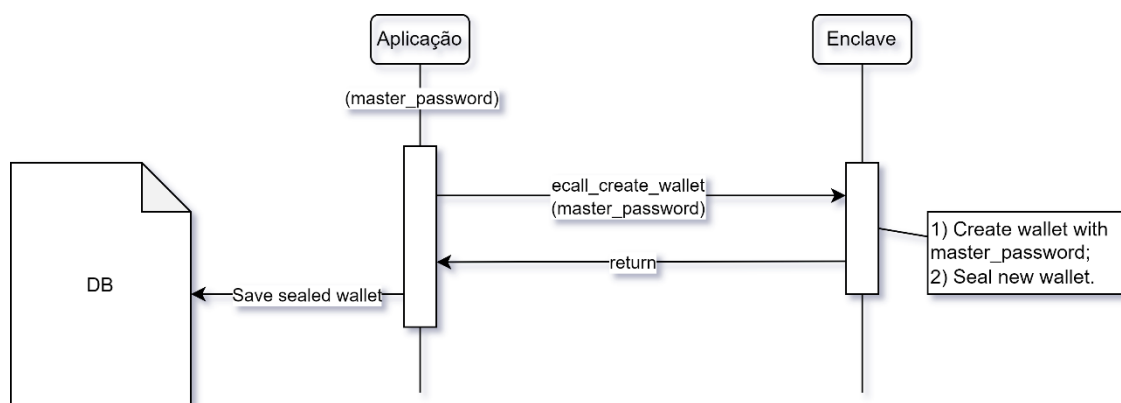 Aplicação
Enclave
(master_password)
ecall_create_wallet
(master_password)
1) Create wallet with
master_password;
2) Seal new wallet.
return
DB
Save sealed wallet